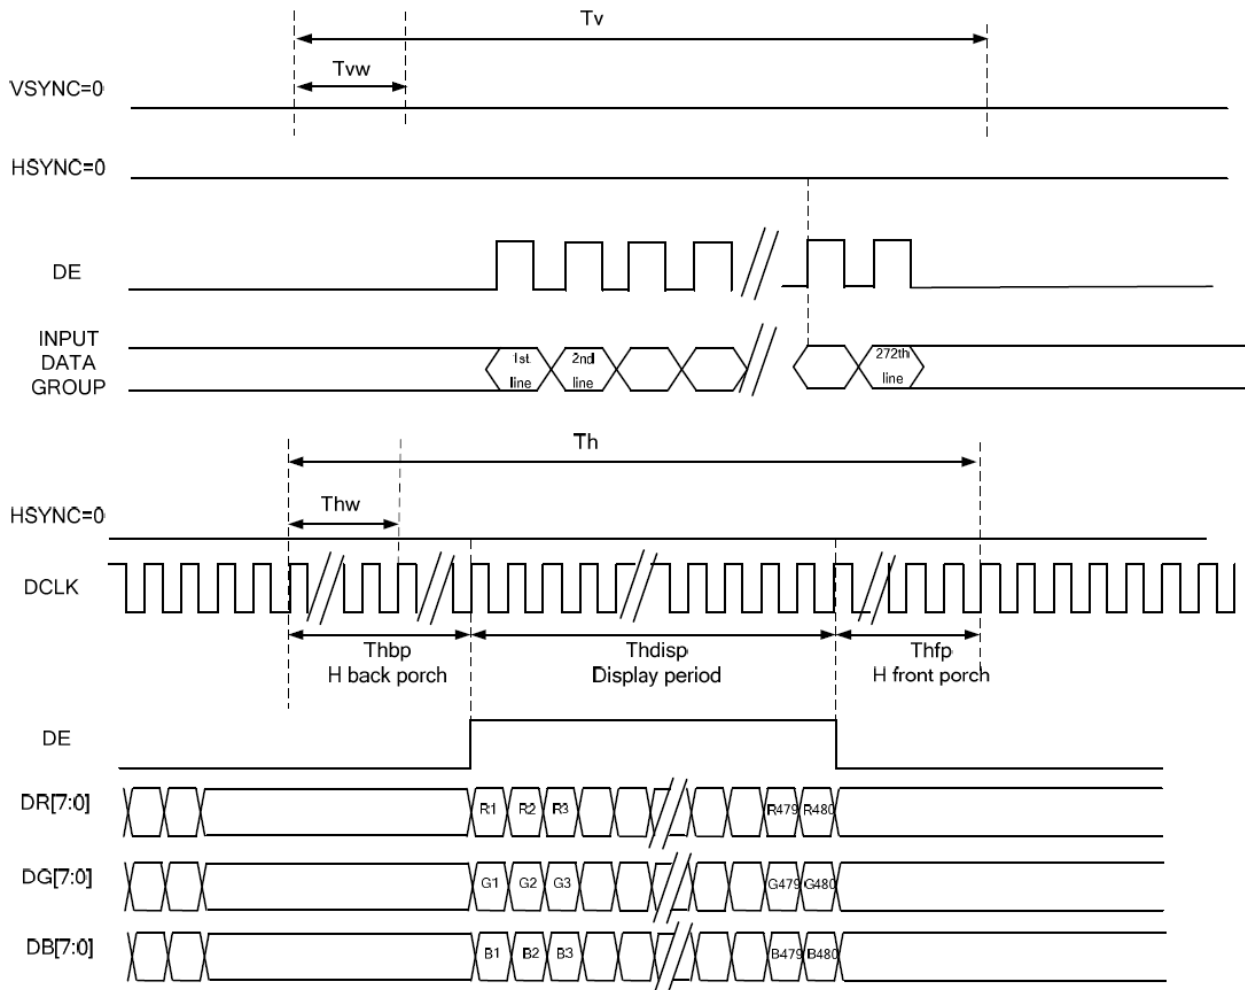 Tv
Tvw
VSYNC=0
HSYNC=0
DE
INPUT
DATA
GROUP
1st
line
2nd
line
272th
line
Th
Thw
HSYNC=0
DCLK
Thbp
H back porch
Thdisp
Display period
Thfp
H front porch
DE
DR[7:0]
R1 R2 R3 R479 R480
DG[7:0]
G1 G2 G3 G479 G480
DB[7:0]
B1 B2 B3 B479 B480